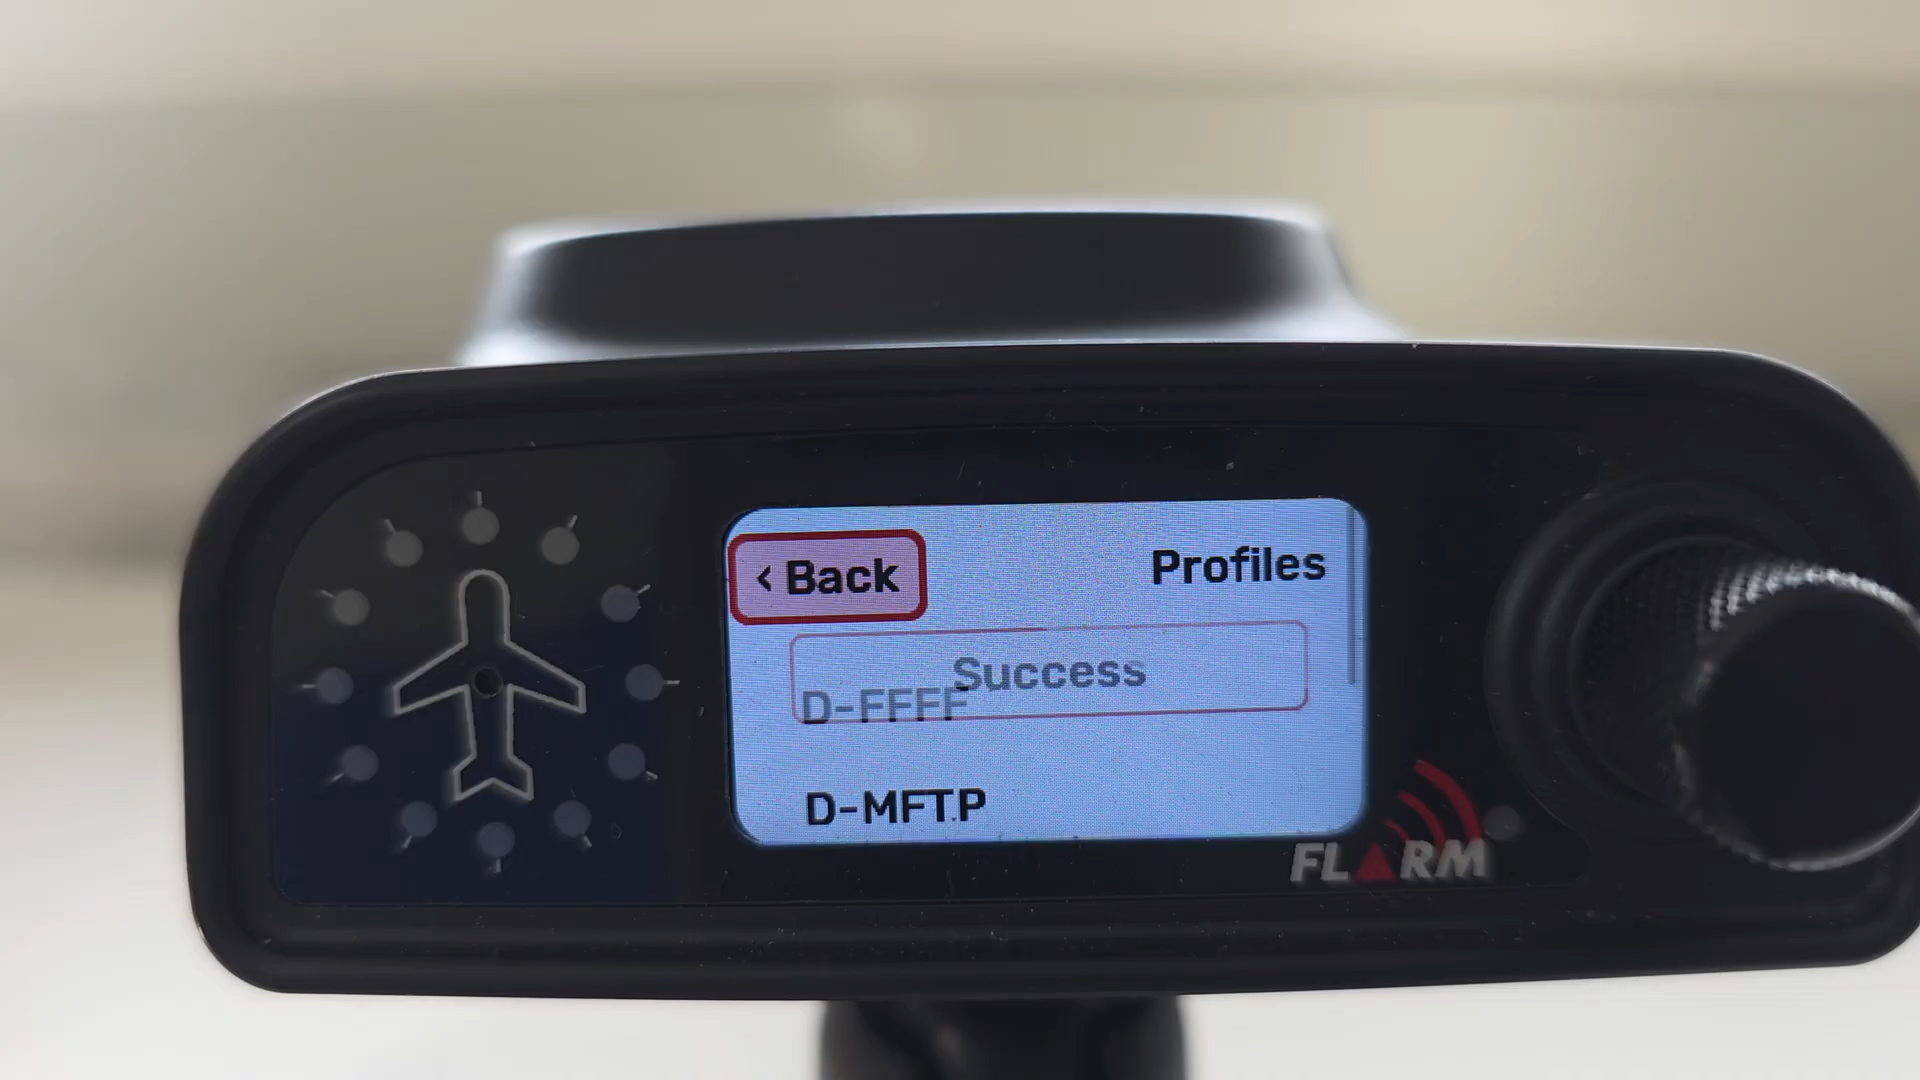 ‹ Back
Profiles
Success
D-FFFF
D-MFTP
FLARM